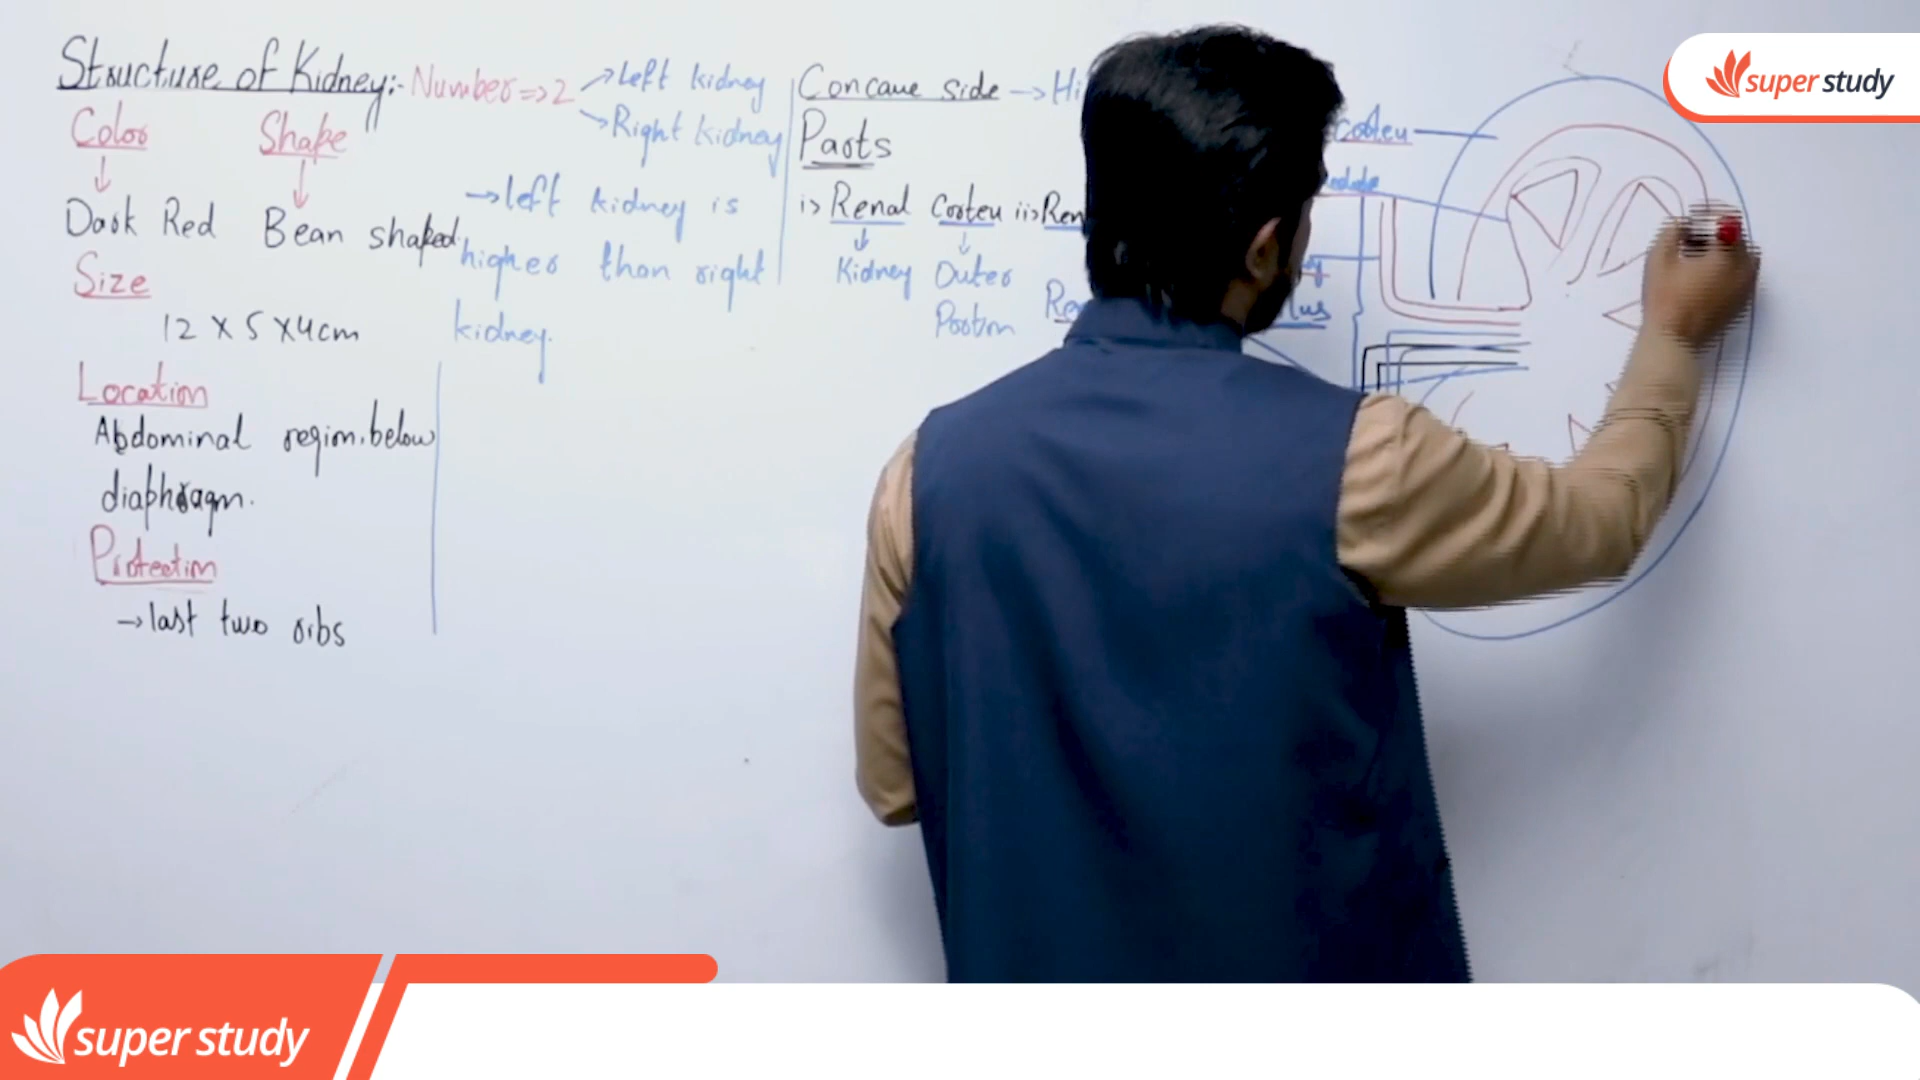 Structure of Kidney:- Number => 2
Left kidney
Right kidney
Color
Shape
Dark Red
Bean shaped.
→ left kidney is
higher than right
kidney.
Size
12 x 5 x 4cm
Location
Abdominal region, below
diaphragm.
Protection
→ last two ribs
Concave side → Hi
Parts
i> Renal Cortex ii> Ren
Kidney Outer
Portion
Cortex
super study
super study